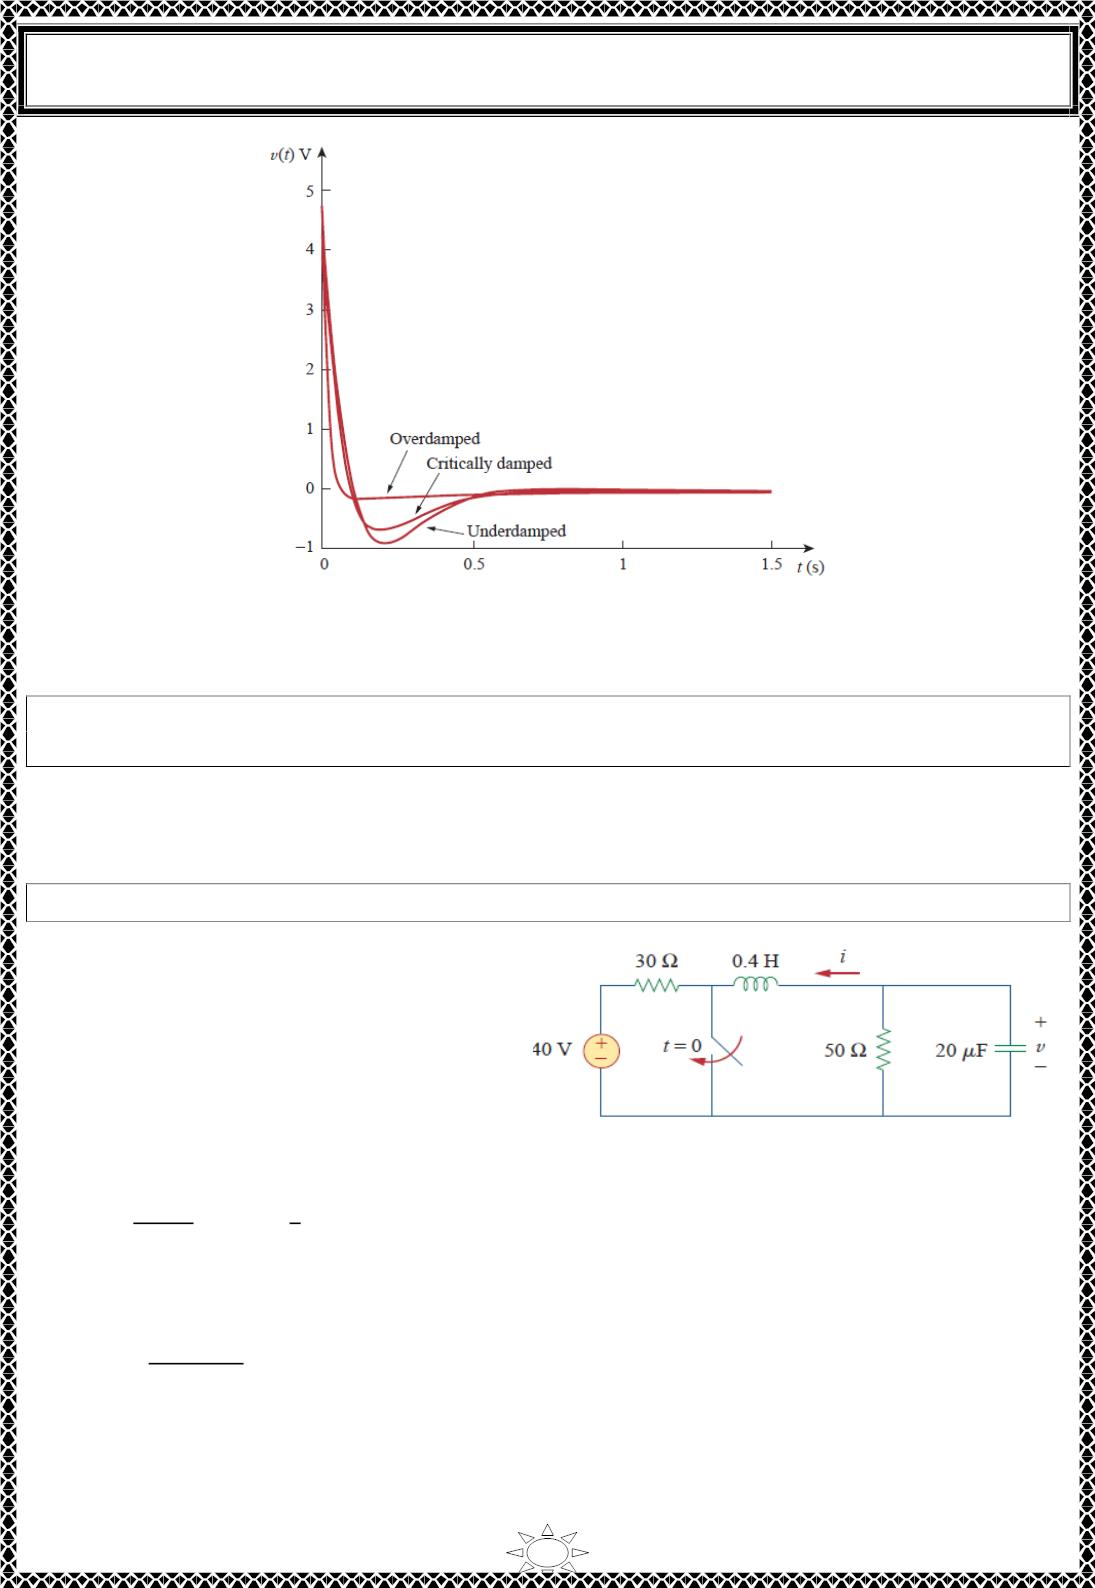 v(t) V
5
4
3
2
1
0
−1
Overdamped
Critically damped
Underdamped
0 0.5 1 1.5 t (s)
30 Ω 0.4 H i
40 V t = 0 50 Ω 20 μF + v −
+
−